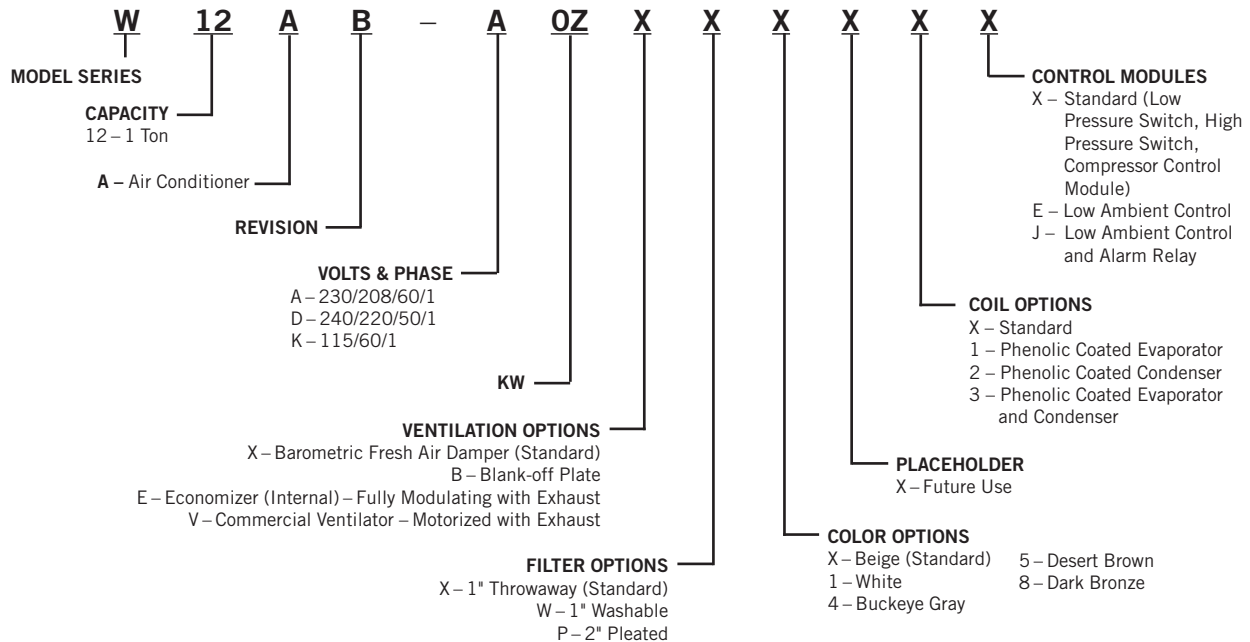 W 12 A B – A 0Z X X X X X X
MODEL SERIES
CAPACITY
12 – 1 Ton
A – Air Conditioner
REVISION
VOLTS & PHASE
A – 230/208/60/1
D – 240/220/50/1
K – 115/60/1
KW
VENTILATION OPTIONS
X – Barometric Fresh Air Damper (Standard)
B – Blank-off Plate
E – Economizer (Internal) – Fully Modulating with Exhaust
V – Commercial Ventilator – Motorized with Exhaust
FILTER OPTIONS
X – 1" Throwaway (Standard)
W – 1" Washable
P – 2" Pleated
COLOR OPTIONS
X – Beige (Standard)
1 – White
4 – Buckeye Gray
5 – Desert Brown
8 – Dark Bronze
PLACEHOLDER
X – Future Use
COIL OPTIONS
X – Standard
1 – Phenolic Coated Evaporator
2 – Phenolic Coated Condenser
3 – Phenolic Coated Evaporator
and Condenser
CONTROL MODULES
X – Standard (Low
Pressure Switch, High
Pressure Switch,
Compressor Control
Module)
E – Low Ambient Control
J – Low Ambient Control
and Alarm Relay